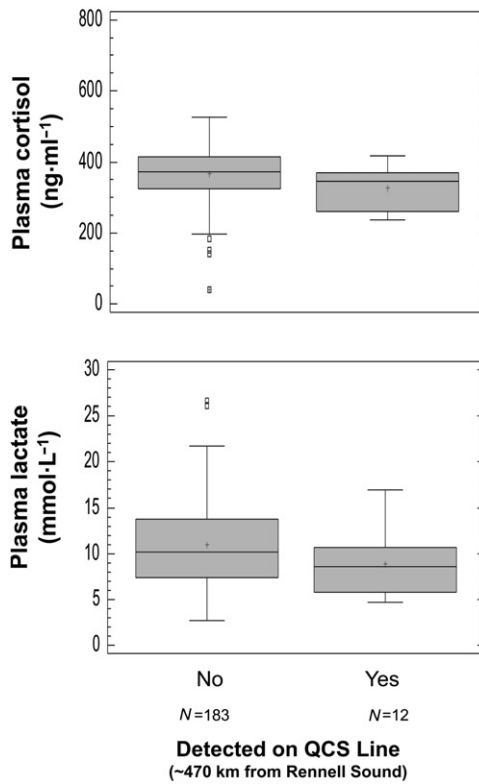 800
600
400
200
0
Plasma cortisol
(ng·ml⁻¹)
30
25
20
15
10
5
0
Plasma lactate
(mmol·L⁻¹)
No Yes
N=183 N=12
Detected on QCS Line
(~470 km from Rennell Sound)